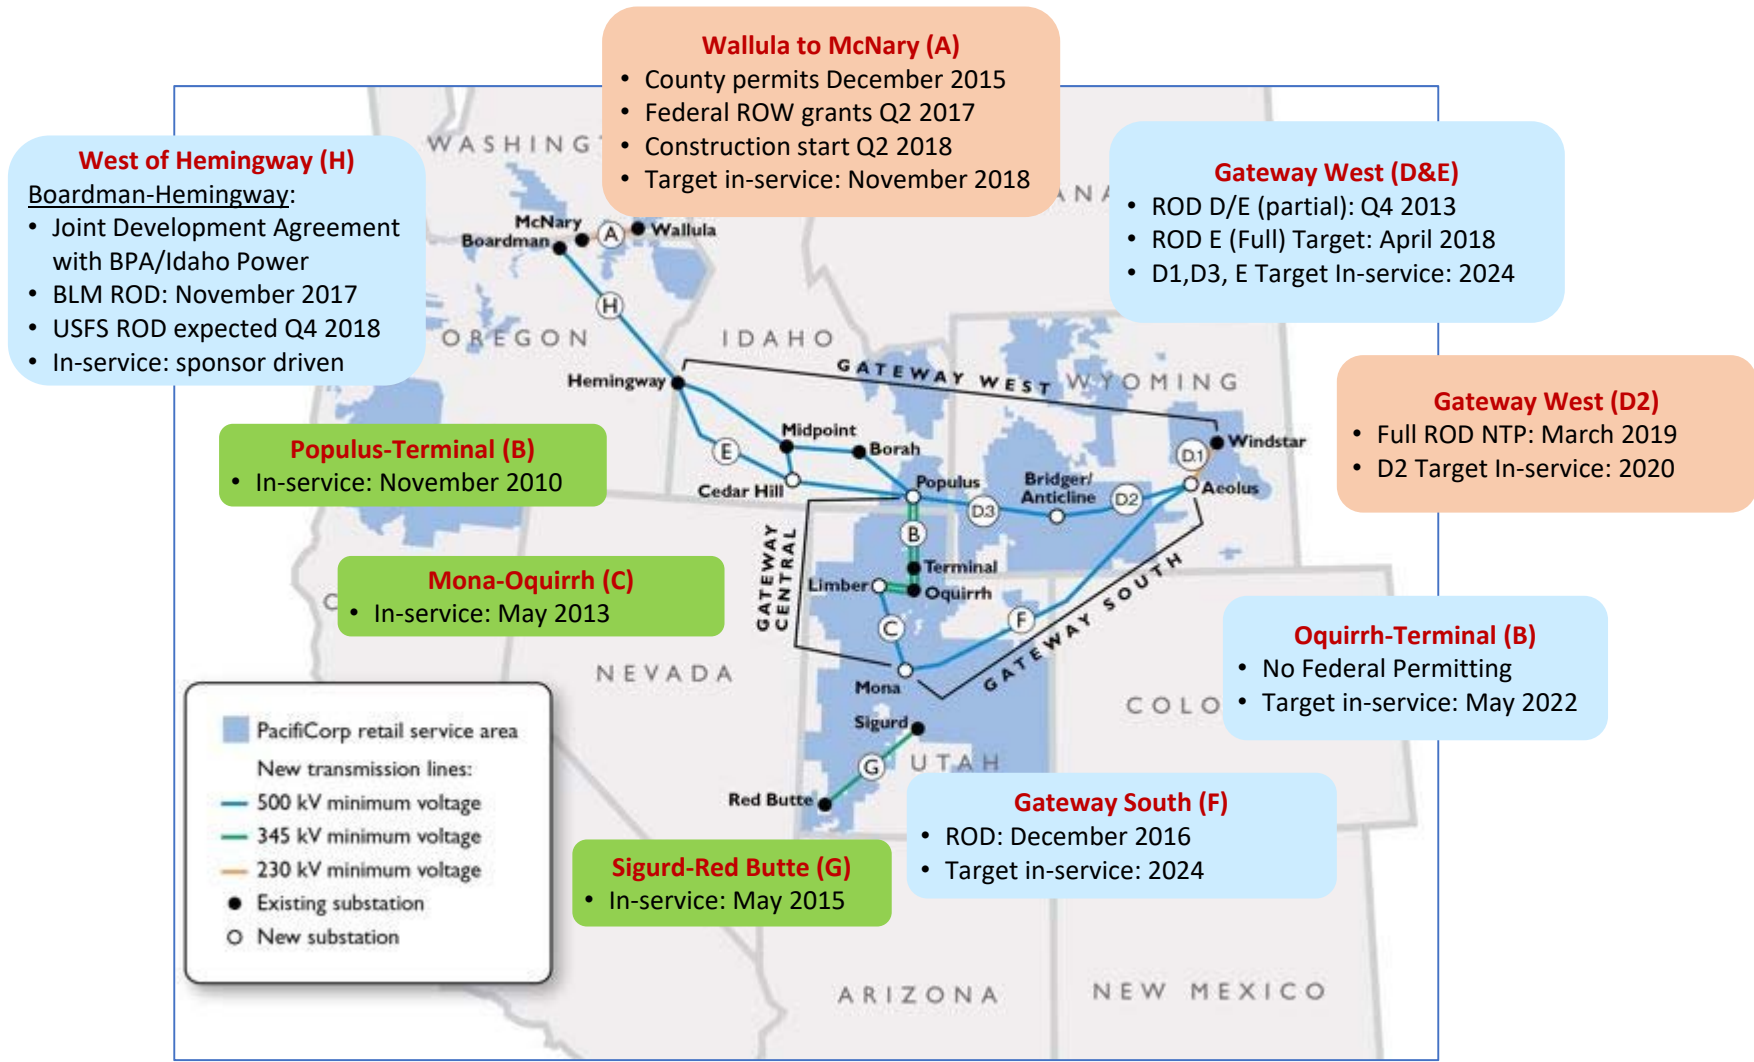 Wallula to McNary (A)
• County permits December 2015
• Federal ROW grants Q2 2017
• Construction start Q2 2018
• Target in-service: November 2018
West of Hemingway (H)
Boardman-Hemingway:
• Joint Development Agreement
with BPA/Idaho Power
• BLM ROD: November 2017
• USFS ROD expected Q4 2018
• In-service: sponsor driven
Gateway West (D&E)
• ROD D/E (partial): Q4 2013
• ROD E (Full) Target: April 2018
• D1,D3, E Target In-service: 2024
Gateway West (D2)
• Full ROD NTP: March 2019
• D2 Target In-service: 2020
Populus-Terminal (B)
• In-service: November 2010
Mona-Oquirrh (C)
• In-service: May 2013
Oquirrh-Terminal (B)
• No Federal Permitting
• Target in-service: May 2022
Gateway South (F)
• ROD: December 2016
• Target in-service: 2024
Sigurd-Red Butte (G)
• In-service: May 2015
WASHING
ANA
OREGON
IDAHO
WYOMING
NEVADA
C
UTAH
COLO
ARIZONA
NEW MEXICO
McNary
Boardman
A
Wallula
H
Hemingway
GATEWAY WEST
Midpoint
Borah
E
Cedar Hill
Populus
Bridger/
Anticline
D3
D2
D1
Windstar
Aeolus
B
GATEWAY
CENTRAL
Terminal
Limber
Oquirrh
C
F
GATEWAY SOUTH
Mona
Sigurd
G
Red Butte
PacifiCorp retail service area
New transmission lines:
500 kV minimum voltage
345 kV minimum voltage
230 kV minimum voltage
Existing substation
New substation